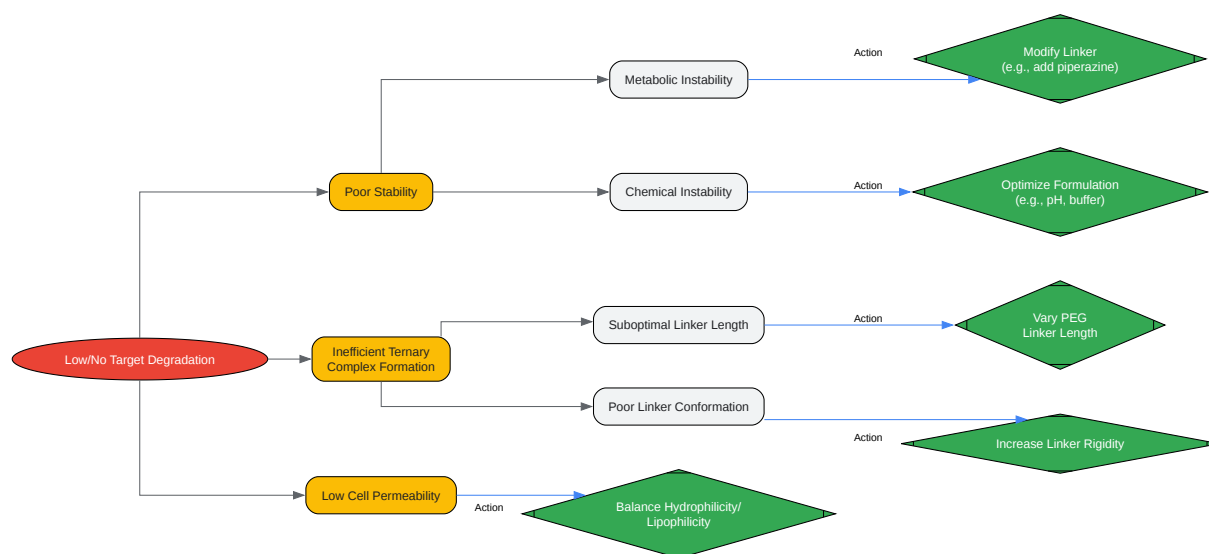 Action
Modify Linker
(e.g., add piperazine)
Metabolic Instability
Poor Stability
Chemical Instability
Action
Optimize Formulation
(e.g., pH, buffer)
Suboptimal Linker Length
Action
Vary PEG
Linker Length
Low/No Target Degradation
Inefficient Ternary
Complex Formation
Poor Linker Conformation
Action
Increase Linker Rigidity
Low Cell Permeability
Action
Balance Hydrophilicity/
Lipophilicity